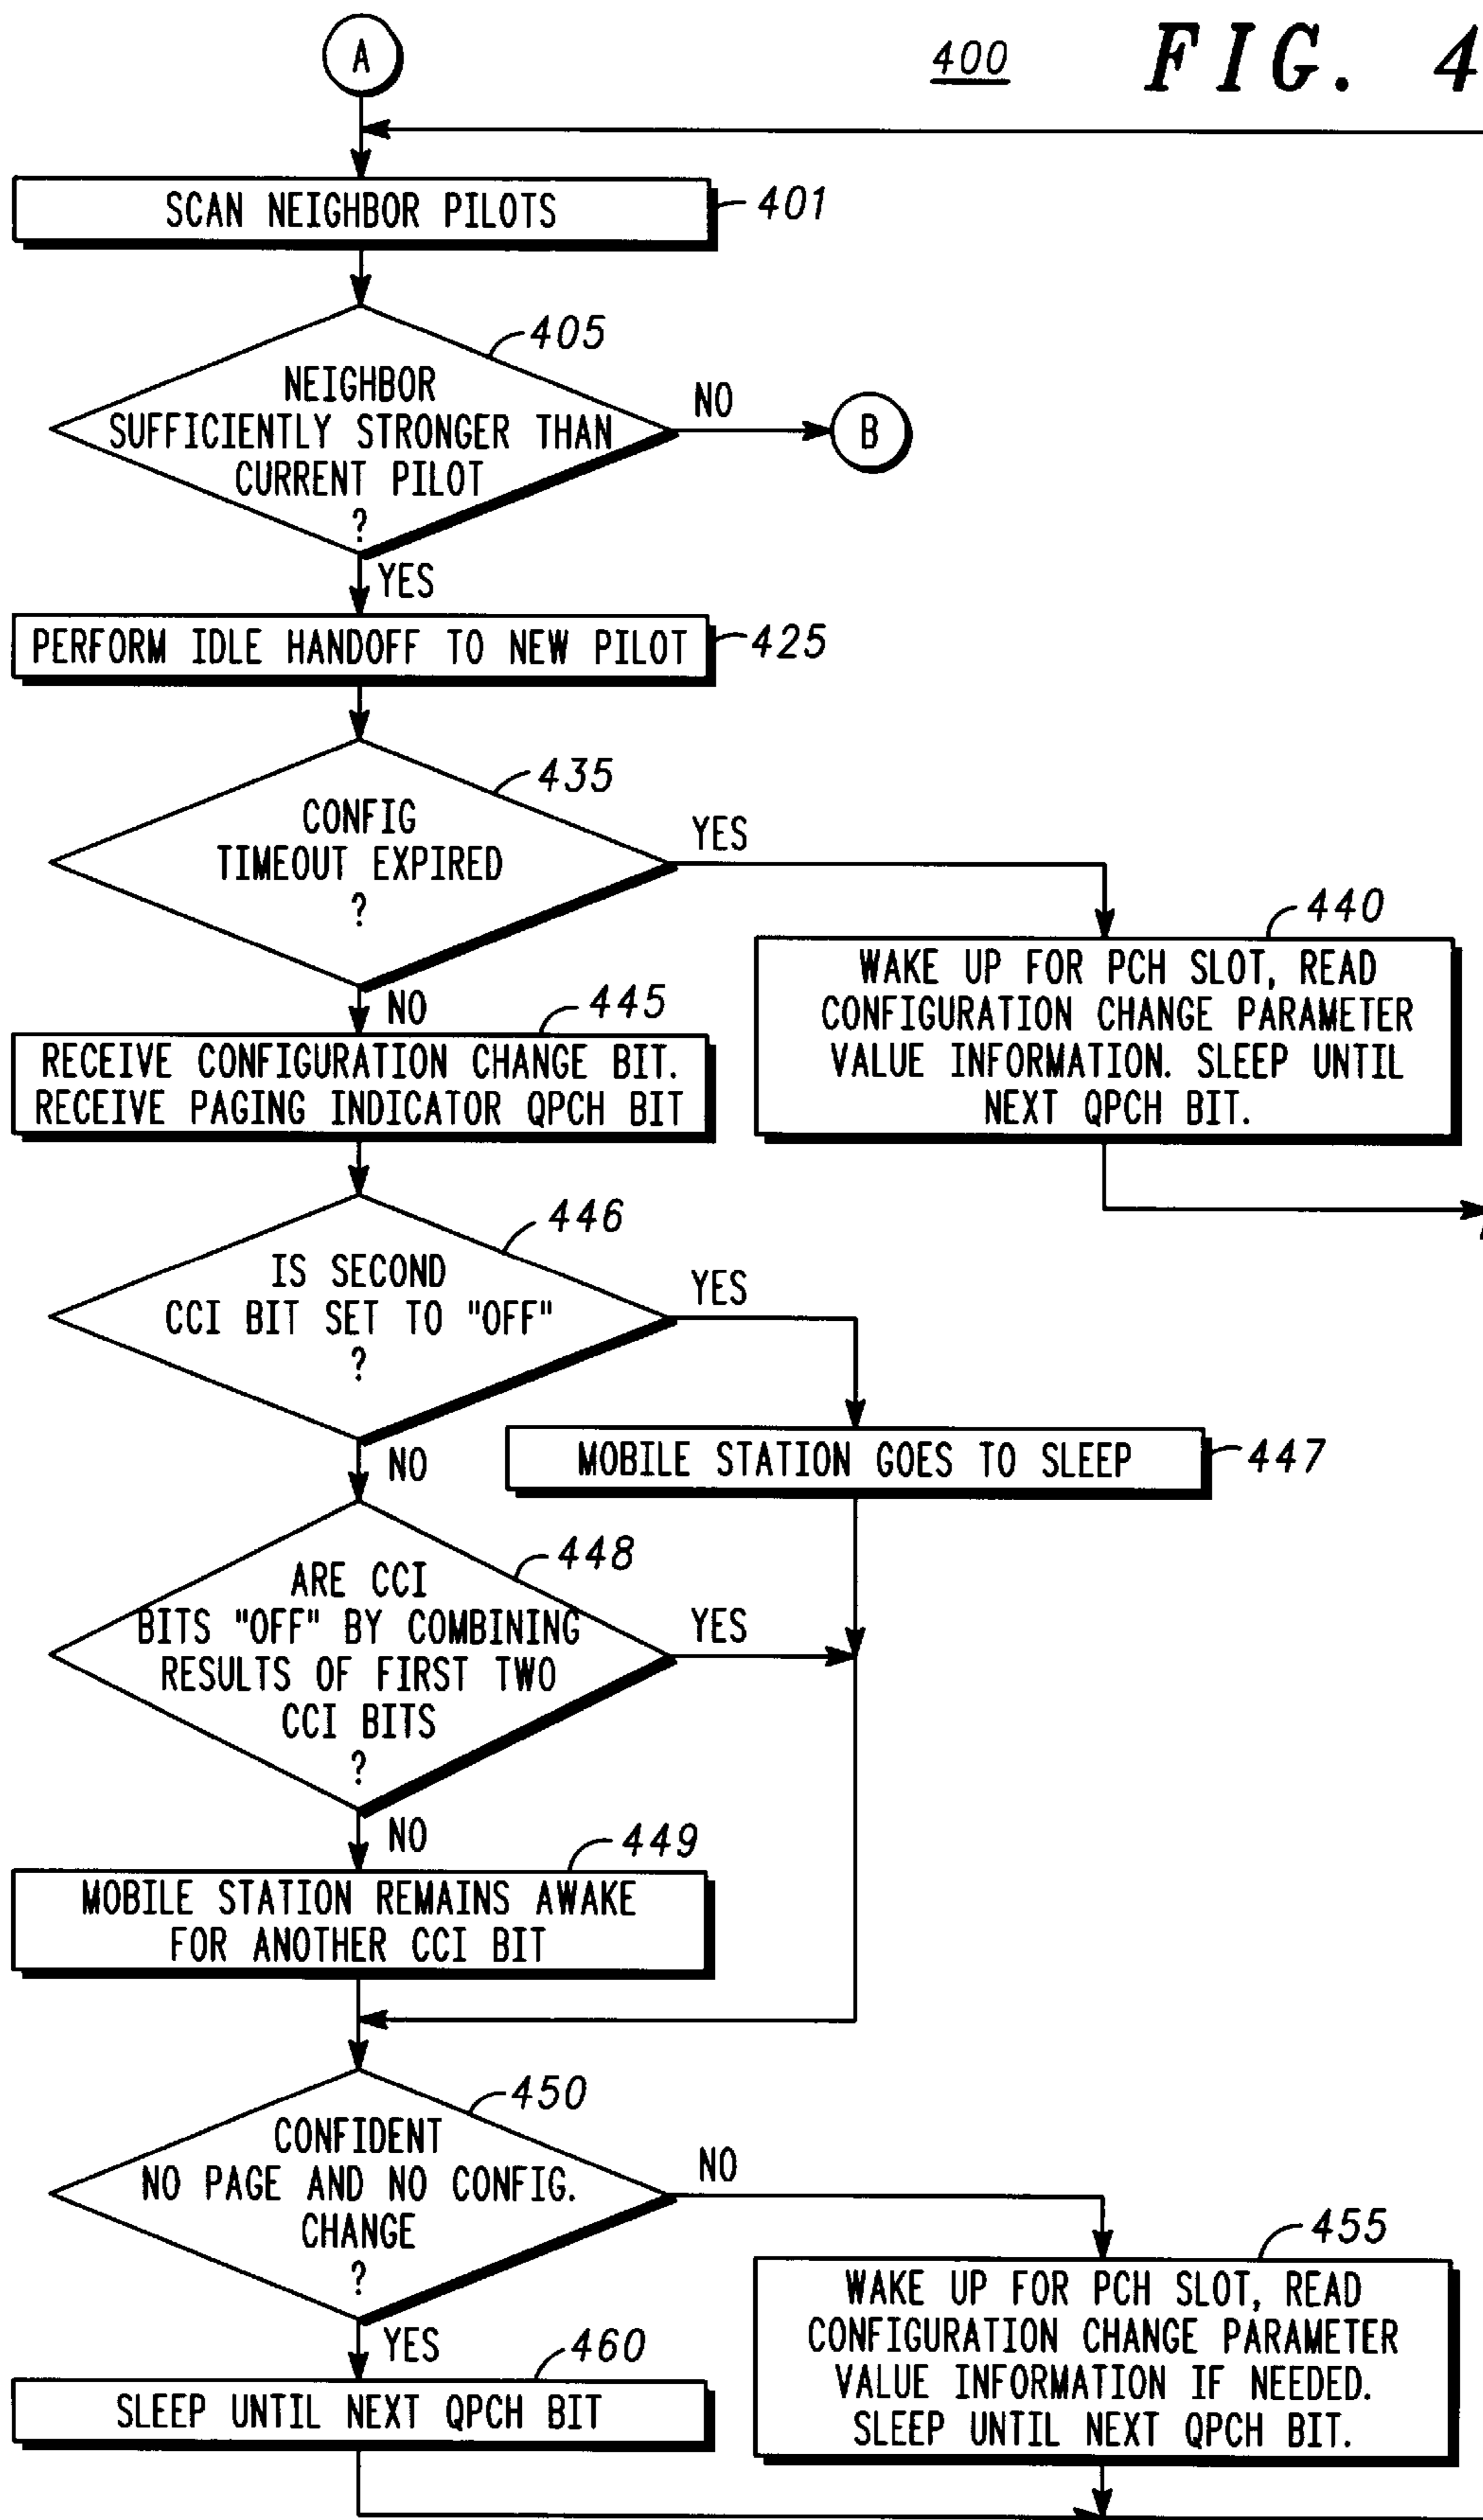 A
400
FIG. 4
SCAN NEIGHBOR PILOTS
401
405
NEIGHBOR
SUFFICIENTLY STRONGER THAN
CURRENT PILOT
?
NO
B
YES
PERFORM IDLE HANDOFF TO NEW PILOT
425
435
CONFIG
TIMEOUT EXPIRED
?
YES
NO
440
WAKE UP FOR PCH SLOT, READ
CONFIGURATION CHANGE PARAMETER
VALUE INFORMATION. SLEEP UNTIL
NEXT QPCH BIT.
445
RECEIVE CONFIGURATION CHANGE BIT.
RECEIVE PAGING INDICATOR QPCH BIT
446
IS SECOND
CCI BIT SET TO "OFF"
?
YES
NO
MOBILE STATION GOES TO SLEEP
447
448
ARE CCI
BITS "OFF" BY COMBINING
RESULTS OF FIRST TWO
CCI BITS
?
YES
NO
449
MOBILE STATION REMAINS AWAKE
FOR ANOTHER CCI BIT
450
CONFIDENT
NO PAGE AND NO CONFIG.
CHANGE
?
NO
YES
455
WAKE UP FOR PCH SLOT, READ
CONFIGURATION CHANGE PARAMETER
VALUE INFORMATION IF NEEDED.
SLEEP UNTIL NEXT QPCH BIT.
460
SLEEP UNTIL NEXT QPCH BIT